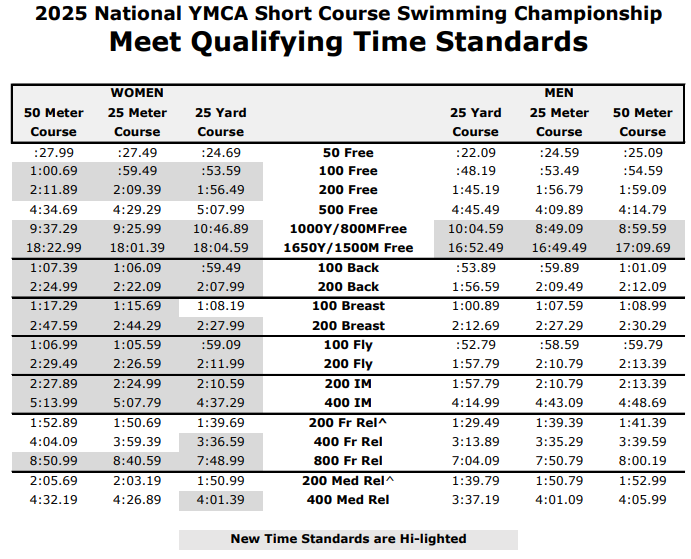 2025 National YMCA Short Course Swimming Championship
Meet Qualifying Time Standards
WOMEN MEN
50 Meter 25 Meter 25 Yard 25 Yard 25 Meter 50 Meter
Course Course Course Course Course Course
:27.99 :27.49 :24.69 50 Free :22.09 :24.59 :25.09
1:00.69 :59.49 :53.59 100 Free :48.19 :53.49 :54.59
2:11.89 2:09.39 1:56.49 200 Free 1:45.19 1:56.79 1:59.09
4:34.69 4:29.29 5:07.99 500 Free 4:45.49 4:09.89 4:14.79
9:37.29 9:25.99 10:46.89 1000Y/800MFree 10:04.59 8:49.09 8:59.59
18:22.99 18:01.39 18:04.59 1650Y/1500M Free 16:52.49 16:49.49 17:09.69
1:07.39 1:06.09 :59.49 100 Back :53.89 :59.89 1:01.09
2:24.99 2:22.09 2:07.99 200 Back 1:56.59 2:09.49 2:12.09
1:17.29 1:15.69 1:08.19 100 Breast 1:00.89 1:07.59 1:08.99
2:47.59 2:44.29 2:27.99 200 Breast 2:12.69 2:27.29 2:30.29
1:06.99 1:05.59 :59.09 100 Fly :52.79 :58.59 :59.79
2:29.49 2:26.59 2:11.99 200 Fly 1:57.79 2:10.79 2:13.39
2:27.89 2:24.99 2:10.59 200 IM 1:57.79 2:10.79 2:13.39
5:13.99 5:07.79 4:37.29 400 IM 4:14.99 4:43.09 4:48.69
1:52.89 1:50.69 1:39.69 200 Fr Rel^ 1:29.49 1:39.39 1:41.39
4:04.09 3:59.39 3:36.59 400 Fr Rel 3:13.89 3:35.29 3:39.59
8:50.99 8:40.59 7:48.99 800 Fr Rel 7:04.09 7:50.79 8:00.19
2:05.69 2:03.19 1:50.99 200 Med Rel^ 1:39.79 1:50.79 1:52.99
4:32.19 4:26.89 4:01.39 400 Med Rel 3:37.19 4:01.09 4:05.99
New Time Standards are Hi-lighted